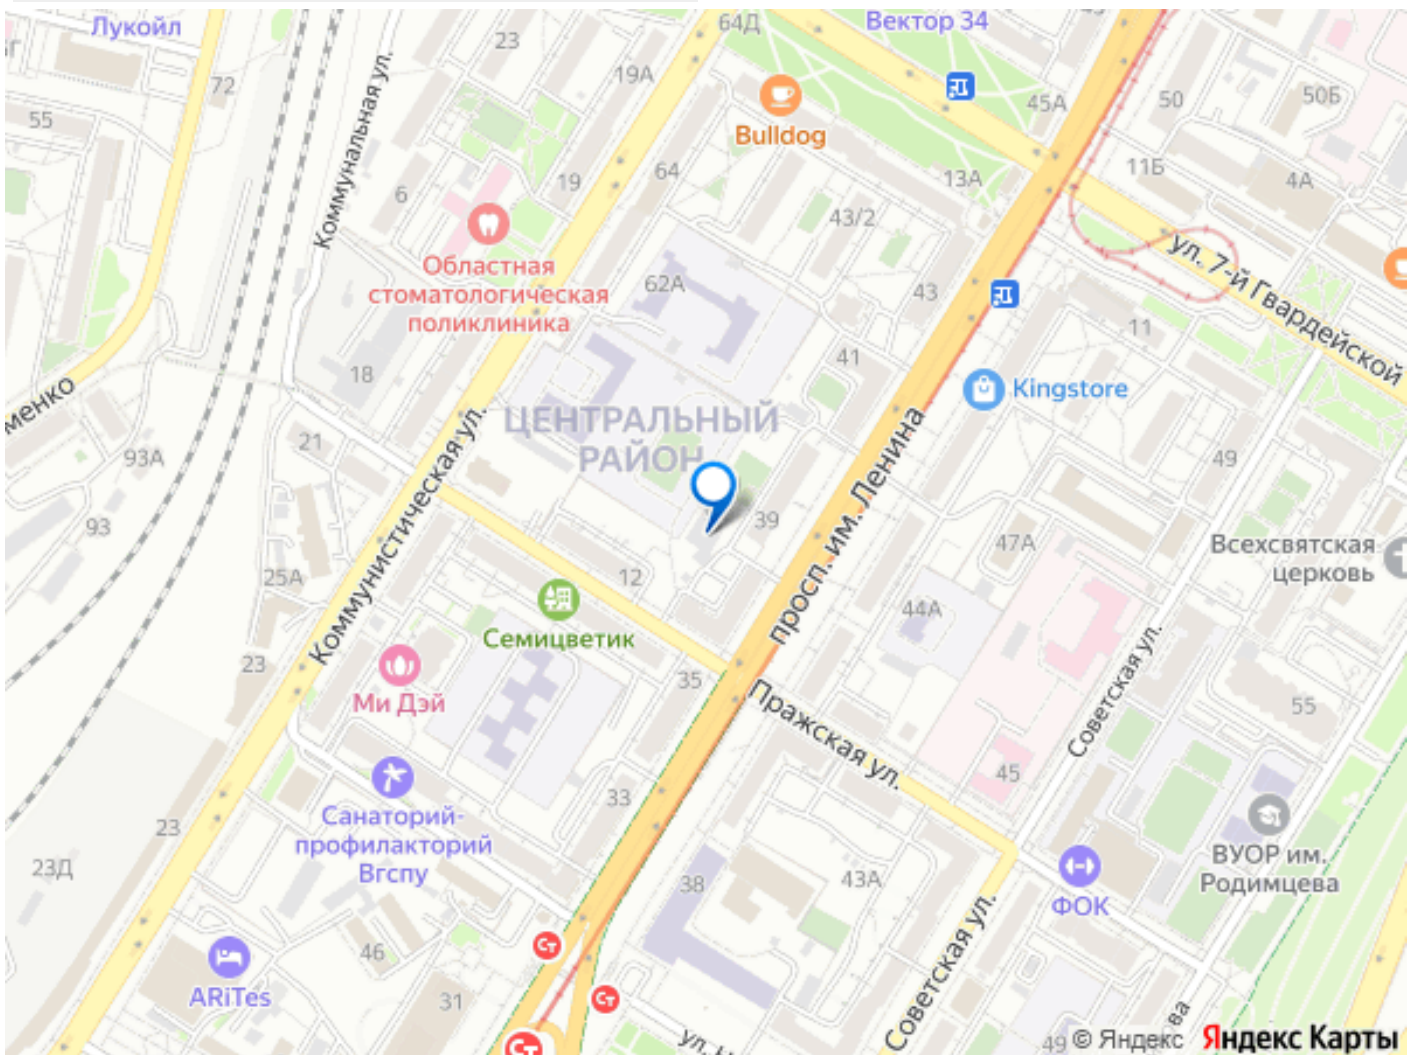 Лукойл
23
64Д
Вектор 34
72
19А
45А
50
50Б
55
Bulldog
11Б
Коммунальная ул.
6
19
64
13А
4А
43/2
Областная
стоматологическая
поликлиника
62А
43
ул. 7-й Гвардейской
11
18
41
Kingstore
менко
ЦЕНТРАЛЬНЫЙ
РАЙОН
21
93А
49
93
39
просп. им. Ленина
47А
Всехсвятская
церковь
25А
12
Коммунистическая ул.
44А
Семицветик
23
35
Ми Дэй
Пражская ул.
Советская ул.
55
45
33
Санаторий-
профилакторий
Вгспу
23
23Д
38
43А
ФОК
ВУОР им.
Родимцева
46
ARiTes
31
Советская ул.
49
© Яндекс
Яндекс Карты